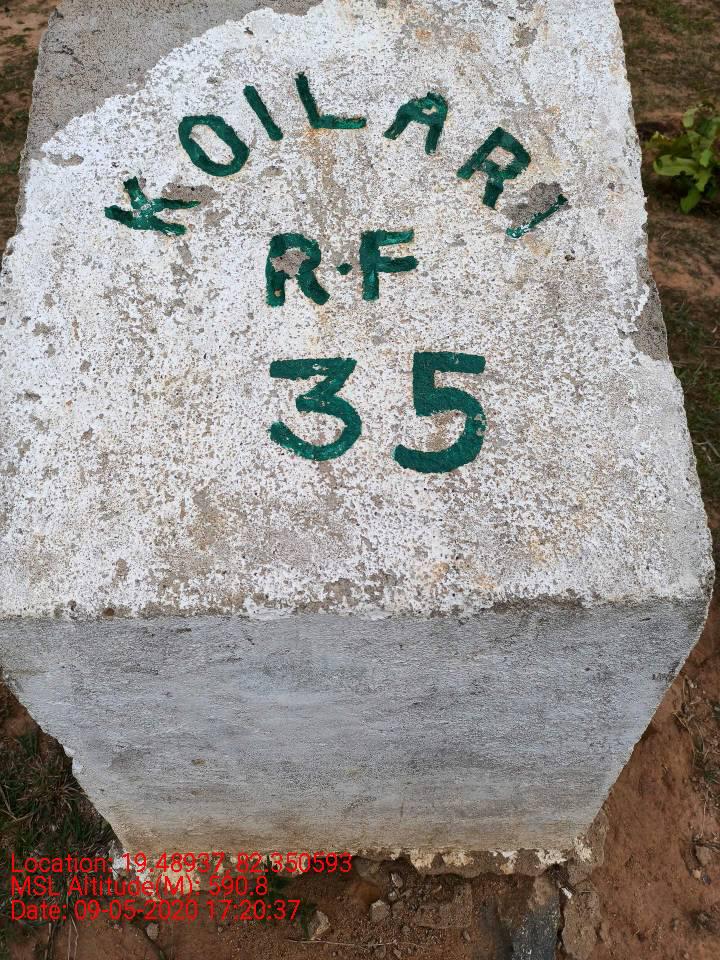 KOILARI
R.F
35
Location: 19.48937, 82.350593
MSL Altitude(M): 590.8
Date: 09-05-2020 17:20:37